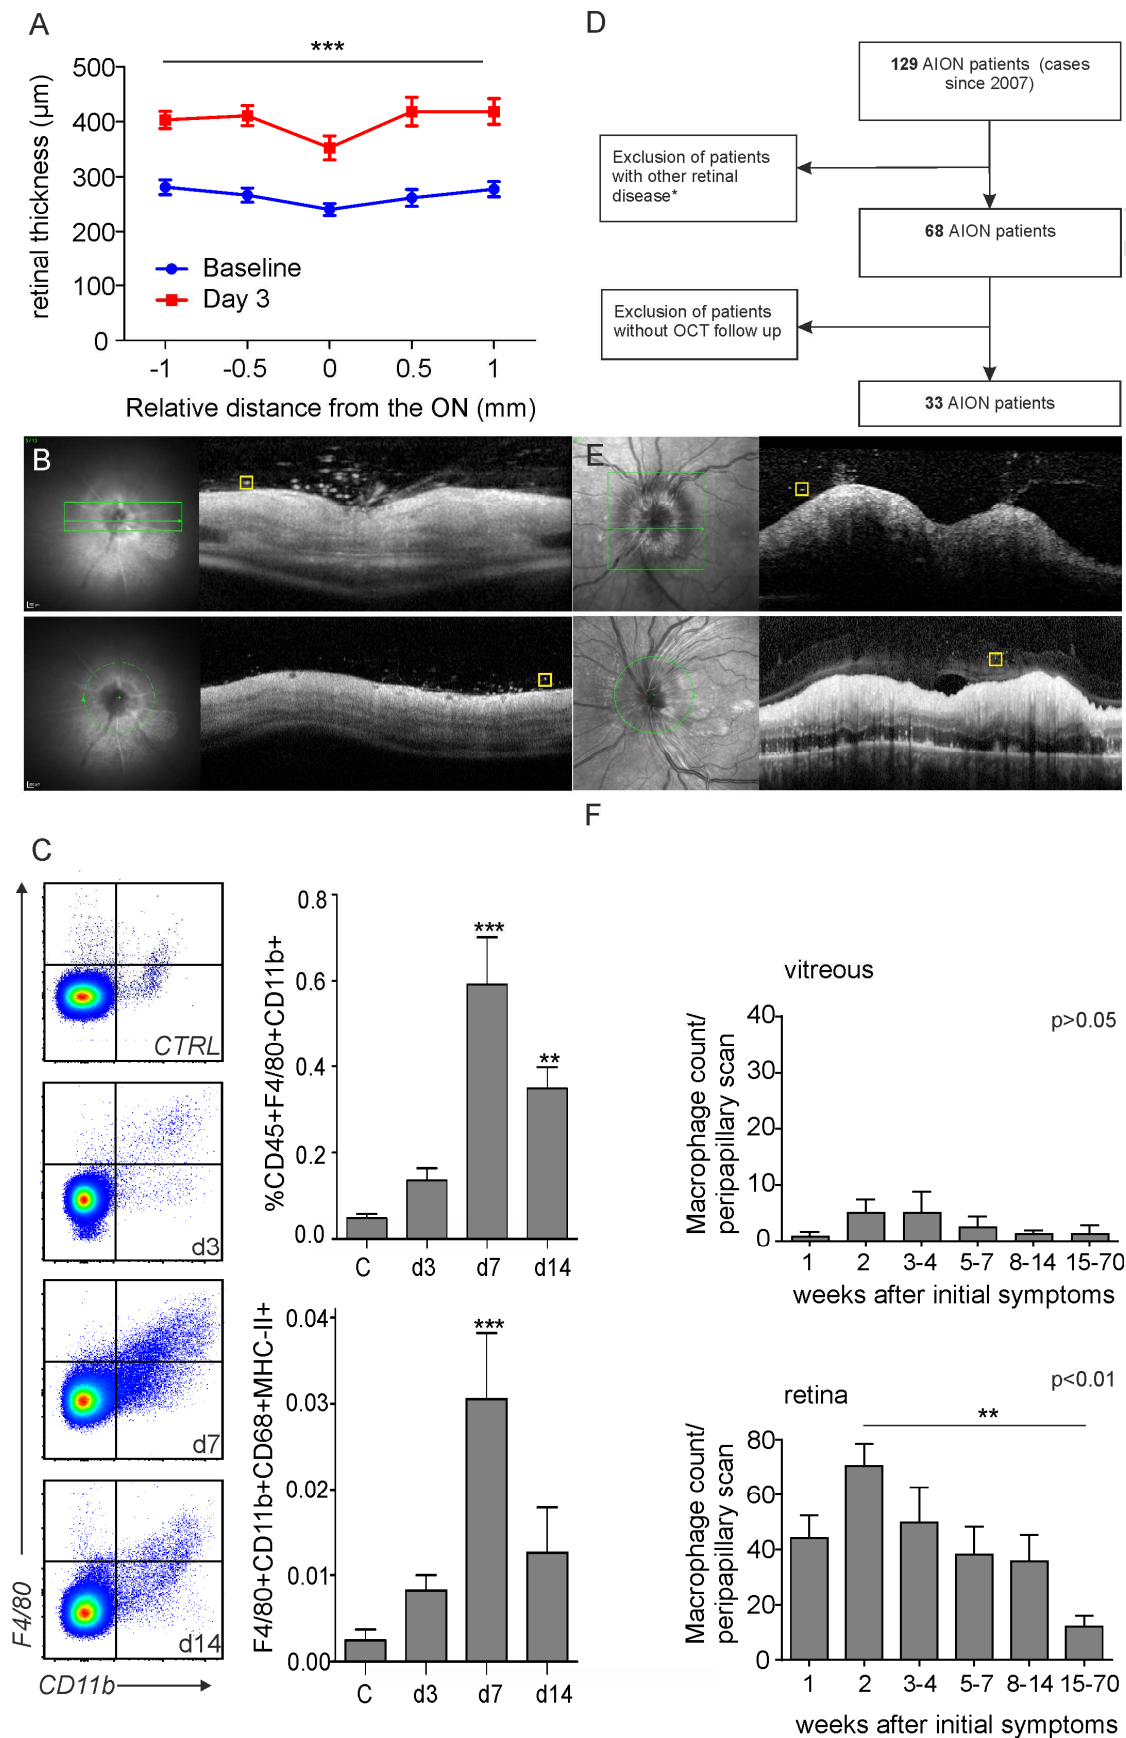 A
***
retinal thickness (µm)
500
400
300
200
100
0
Baseline
Day 3
-1
-0.5
0
0.5
1
Relative distance from the ON (mm)
D
129 AION patients (cases
since 2007)
Exclusion of patients
with other retinal
disease*
68 AION patients
Exclusion of patients
without OCT follow up
33 AION patients
B
E
C
CTRL
d3
d7
d14
F4/80
CD11b
%CD45+F4/80+CD11b+
0.8
0.6
0.4
0.2
0.0
***
**
C
d3
d7
d14
F4/80+CD11b+CD68+MHC-II+
0.04
0.03
0.02
0.01
0.00
***
C
d3
d7
d14
F
vitreous
p>0.05
Macrophage count/
peripapillary scan
40
30
20
10
0
1
2
3-4
5-7
8-14
15-70
weeks after initial symptoms
retina
p<0.01
**
Macrophage count/
peripapillary scan
80
60
40
20
0
1
2
3-4
5-7
8-14
15-70
weeks after initial symptoms